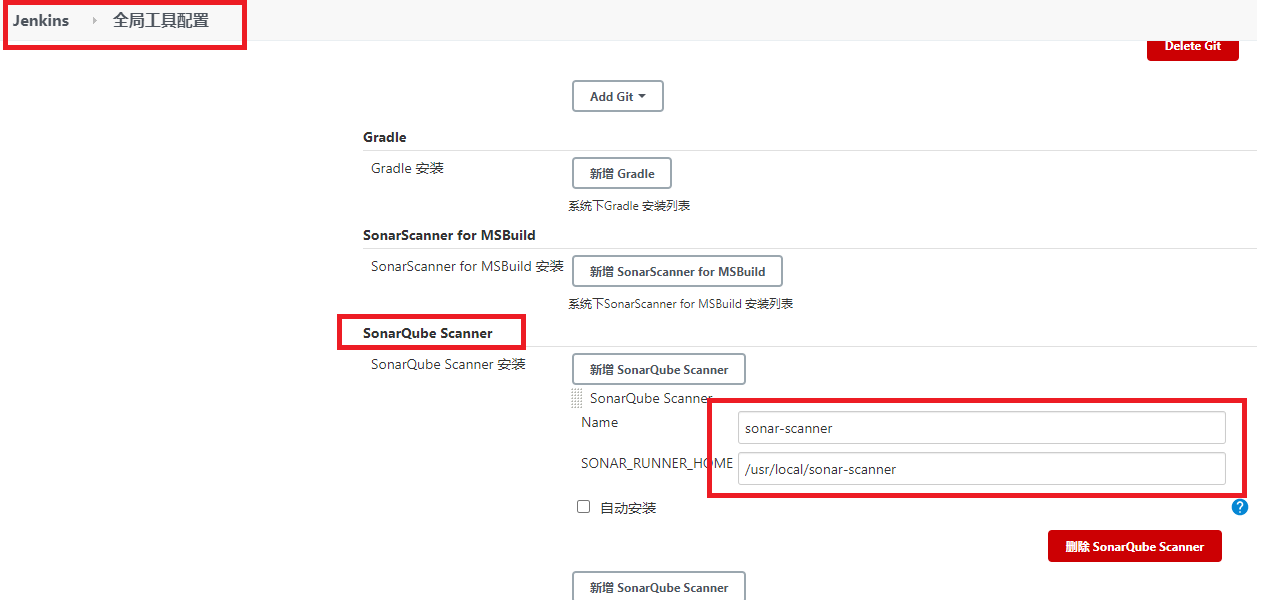 Jenkins 全局工具配置
Delete Git
Add Git
Gradle
Gradle 安装
新增 Gradle
系统下Gradle 安装列表
SonarScanner for MSBuild
SonarScanner for MSBuild 安装
新增 SonarScanner for MSBuild
系统下SonarScanner for MSBuild 安装列表
SonarQube Scanner
SonarQube Scanner 安装
新增 SonarQube Scanner
SonarQube Scanner
Name
sonar-scanner
SONAR_RUNNER_HOME
/usr/local/sonar-scanner
自动安装
?
删除 SonarQube Scanner
新增 SonarQube Scanner